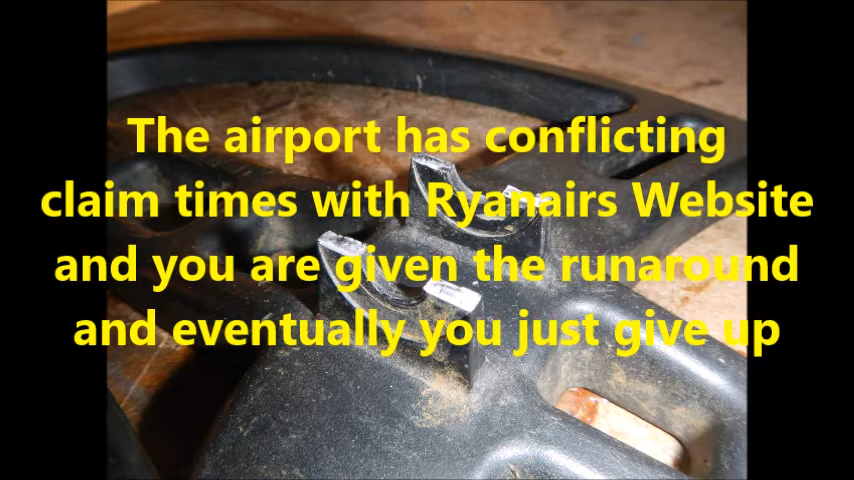 The airport has conflicting
claim times with Ryanairs Website
and you are given the runaround
and eventually you just give up